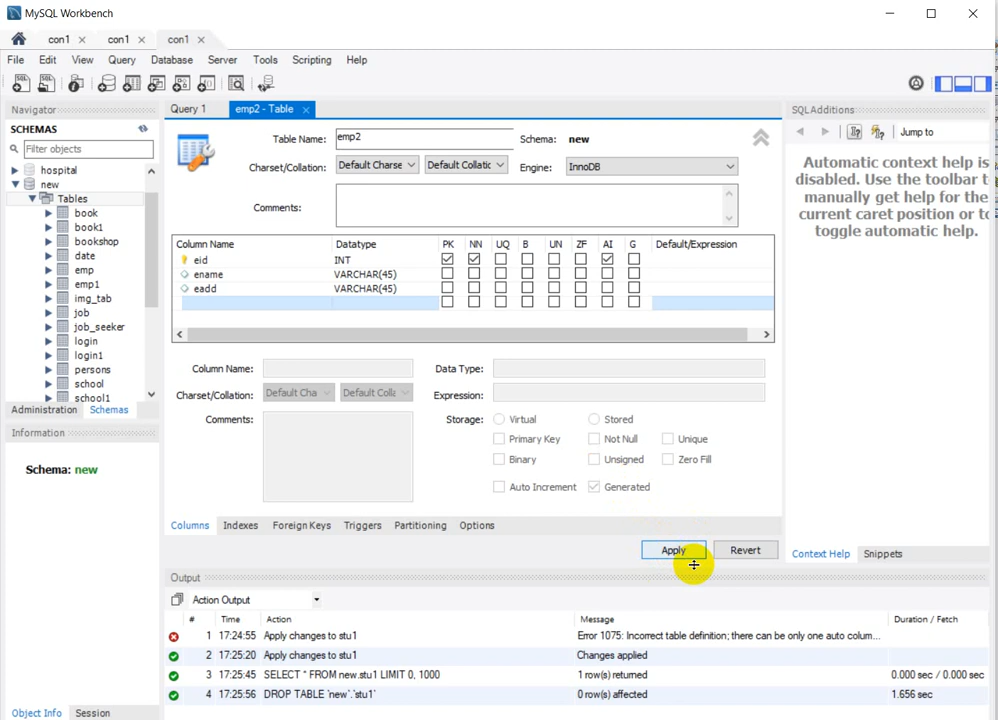 MySQL Workbench
con1 con1 con1
File Edit View Query Database Server Tools Scripting Help
Navigator
SCHEMAS
Filter objects
hospital
new
Tables
book
book1
bookshop
date
emp
emp1
img_tab
job
job_seeker
login
login1
persons
school
school1
Administration Schemas
Information
Schema: new
Object Info Session
Query 1 emp2 - Table
Table Name: emp2 Schema: new
Charset/Collation: Default Charse Default Collatic Engine: InnoDB
Comments:
Column Name Datatype PK NN UQ B UN ZF AI G Default/Expression
eid INT
ename VARCHAR(45)
eadd VARCHAR(45)
Column Name: Data Type:
Charset/Collation: Default Cha Default Colla Expression:
Comments: Storage: Virtual Stored
Primary Key Not Null Unique
Binary Unsigned Zero Fill
Auto Increment Generated
Columns Indexes Foreign Keys Triggers Partitioning Options
Apply Revert
SQLAdditions
Jump to
Automatic context help is
disabled. Use the toolbar t
manually get help for the
current caret position or to
toggle automatic help.
Context Help Snippets
Output
Action Output
# Time Action Message Duration / Fetch
1 17:24:55 Apply changes to stu1 Error 1075: Incorrect table definition; there can be only one auto colum...
2 17:25:20 Apply changes to stu1 Changes applied
3 17:25:45 SELECT * FROM new.stu1 LIMIT 0, 1000 1 row(s) returned 0.000 sec / 0.000 sec
4 17:25:56 DROP TABLE `new`.`stu1` 0 row(s) affected 1.656 sec